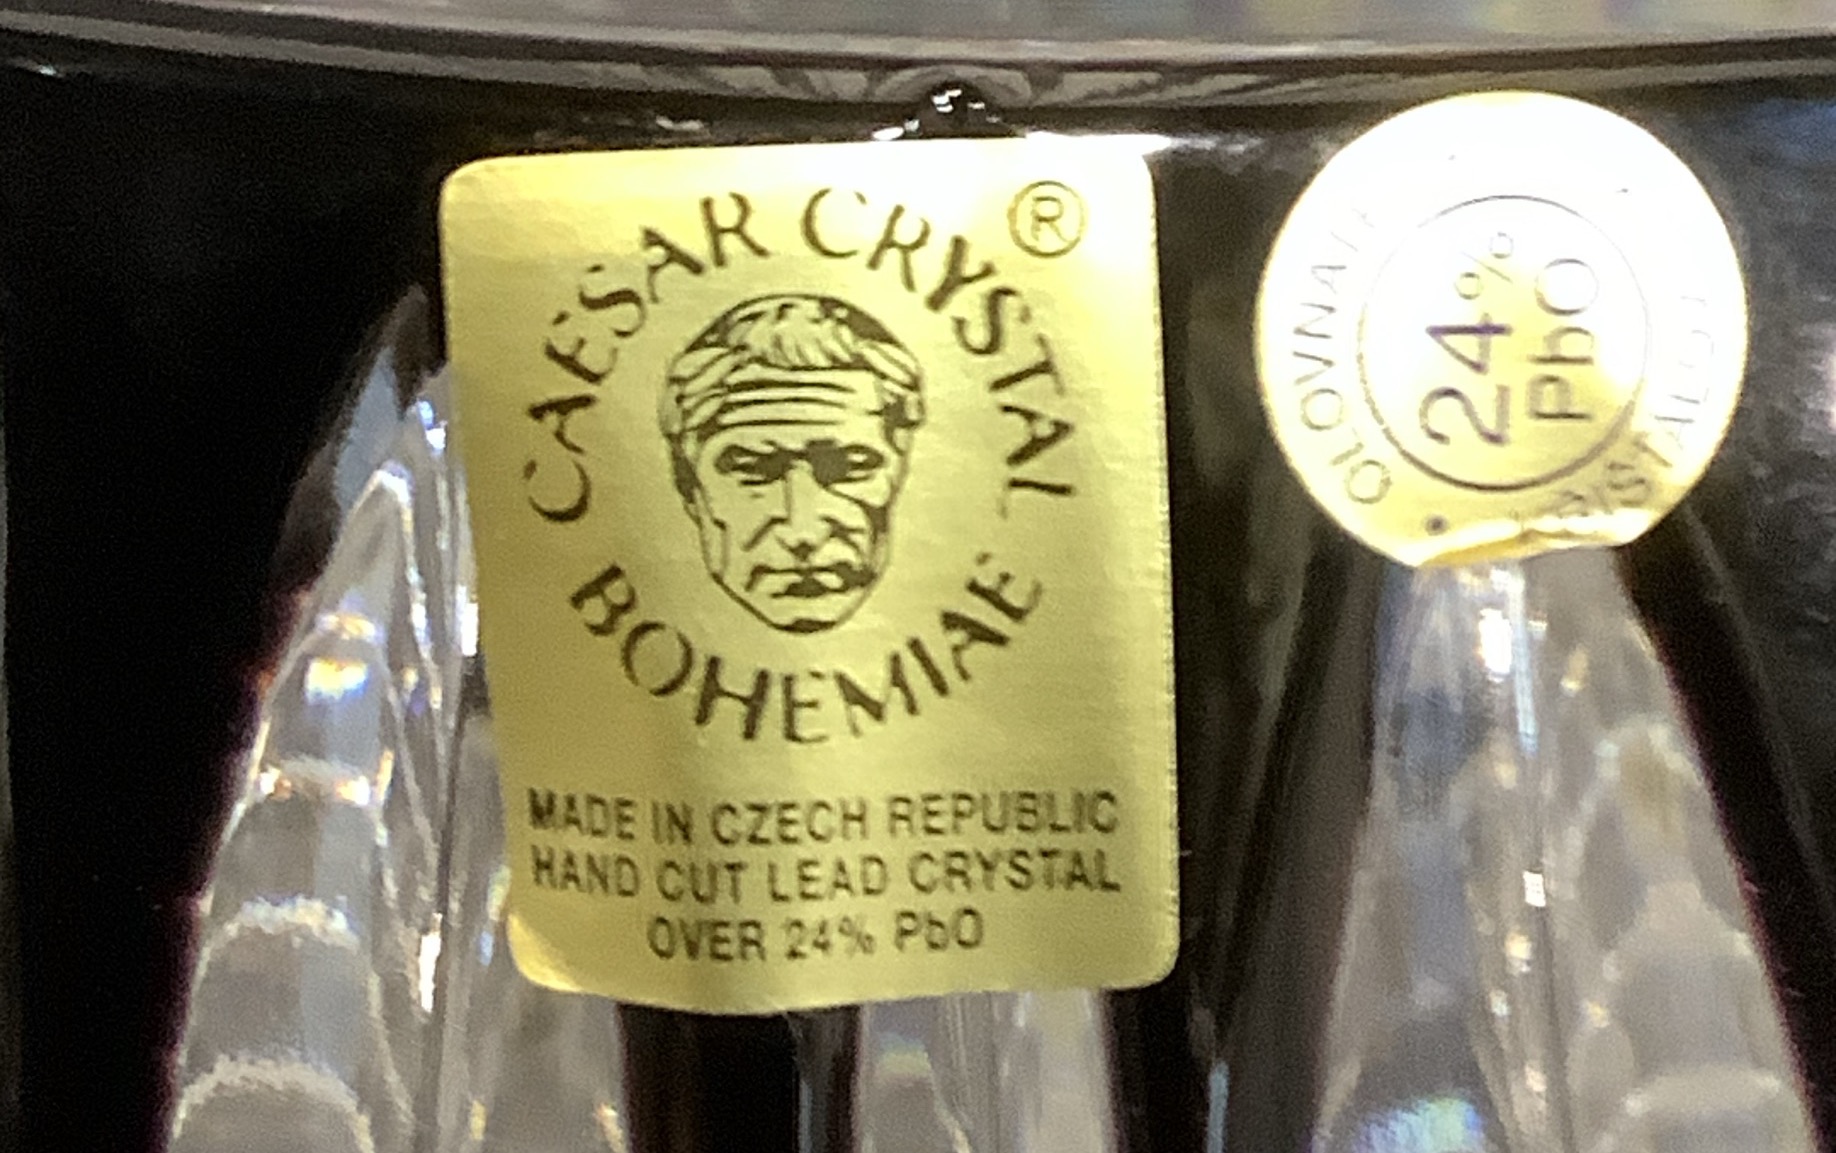 CAESAR CRYSTAL ®
BOHEMIAE
MADE IN CZECH REPUBLIC
HAND CUT LEAD CRYSTAL
OVER 24% PbO
24%
PbO